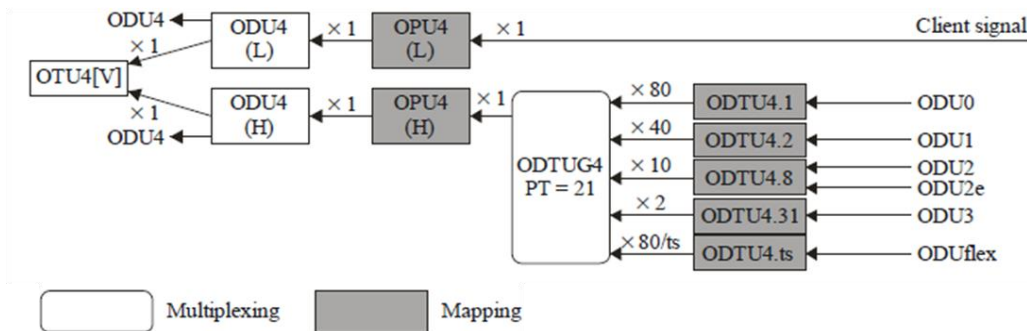 ODU4
ODU4
(L)
× 1
OPU4
(L)
× 1
Client signal
× 1
OTU4[V]
× 1
ODU4
ODU4
(H)
× 1
OPU4
(H)
× 1
ODTUG4
PT = 21
× 80
ODTU4.1
ODU0
× 40
ODTU4.2
ODU1
× 10
ODTU4.8
ODU2
ODU2e
× 2
ODTU4.31
ODU3
× 80/ts
ODTU4.ts
ODUflex
Multiplexing
Mapping